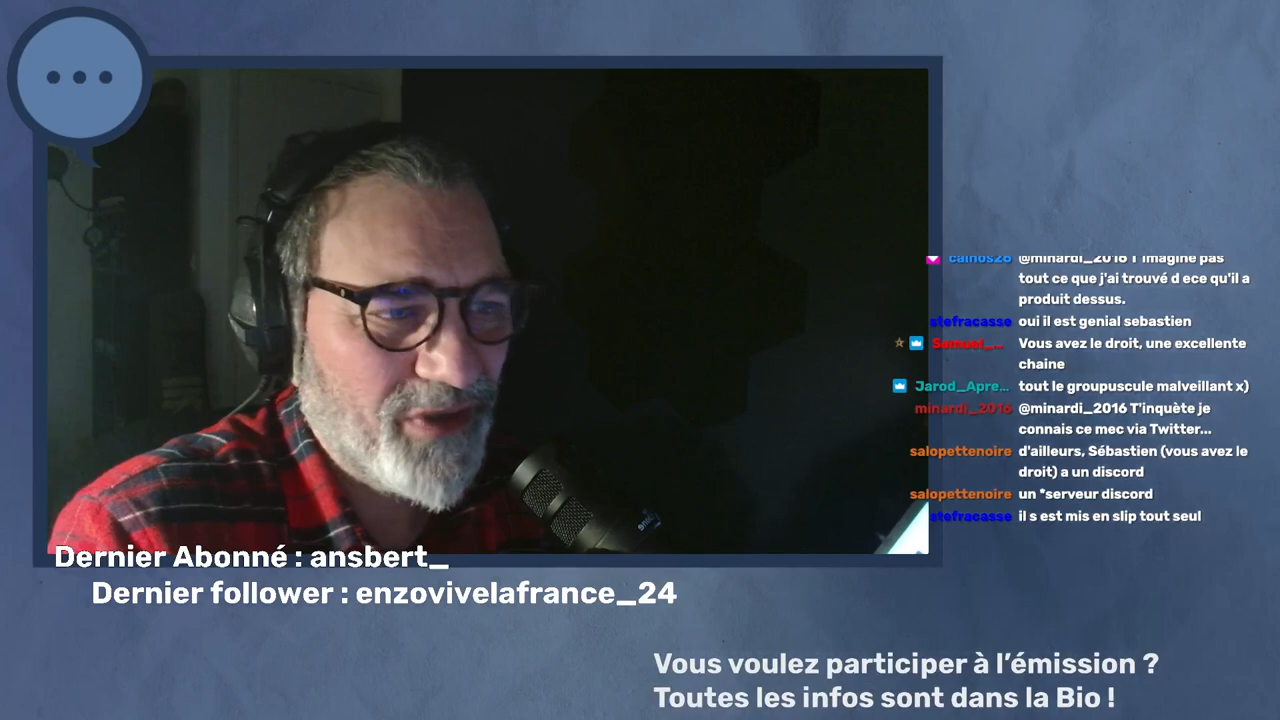 calnos26 @minardi_2016 T'imagine pas
tout ce que j'ai trouvé d ece qu'il a
produit dessus.
stefracasse oui il est genial sebastien
Samuel_... Vous avez le droit, une excellente
chaine
Jarod_Apre... tout le groupuscule malveillant x)
minardi_2016 @minardi_2016 T'inquète je
connais ce mec via Twitter...
salopettenoire d'ailleurs, Sébastien (vous avez le
droit) a un discord
salopettenoire un *serveur discord
stefracasse il s est mis en slip tout seul
Dernier Abonné : ansbert_
Dernier follower : enzovivelafrance_24
Vous voulez participer à l'émission ?
Toutes les infos sont dans la Bio !